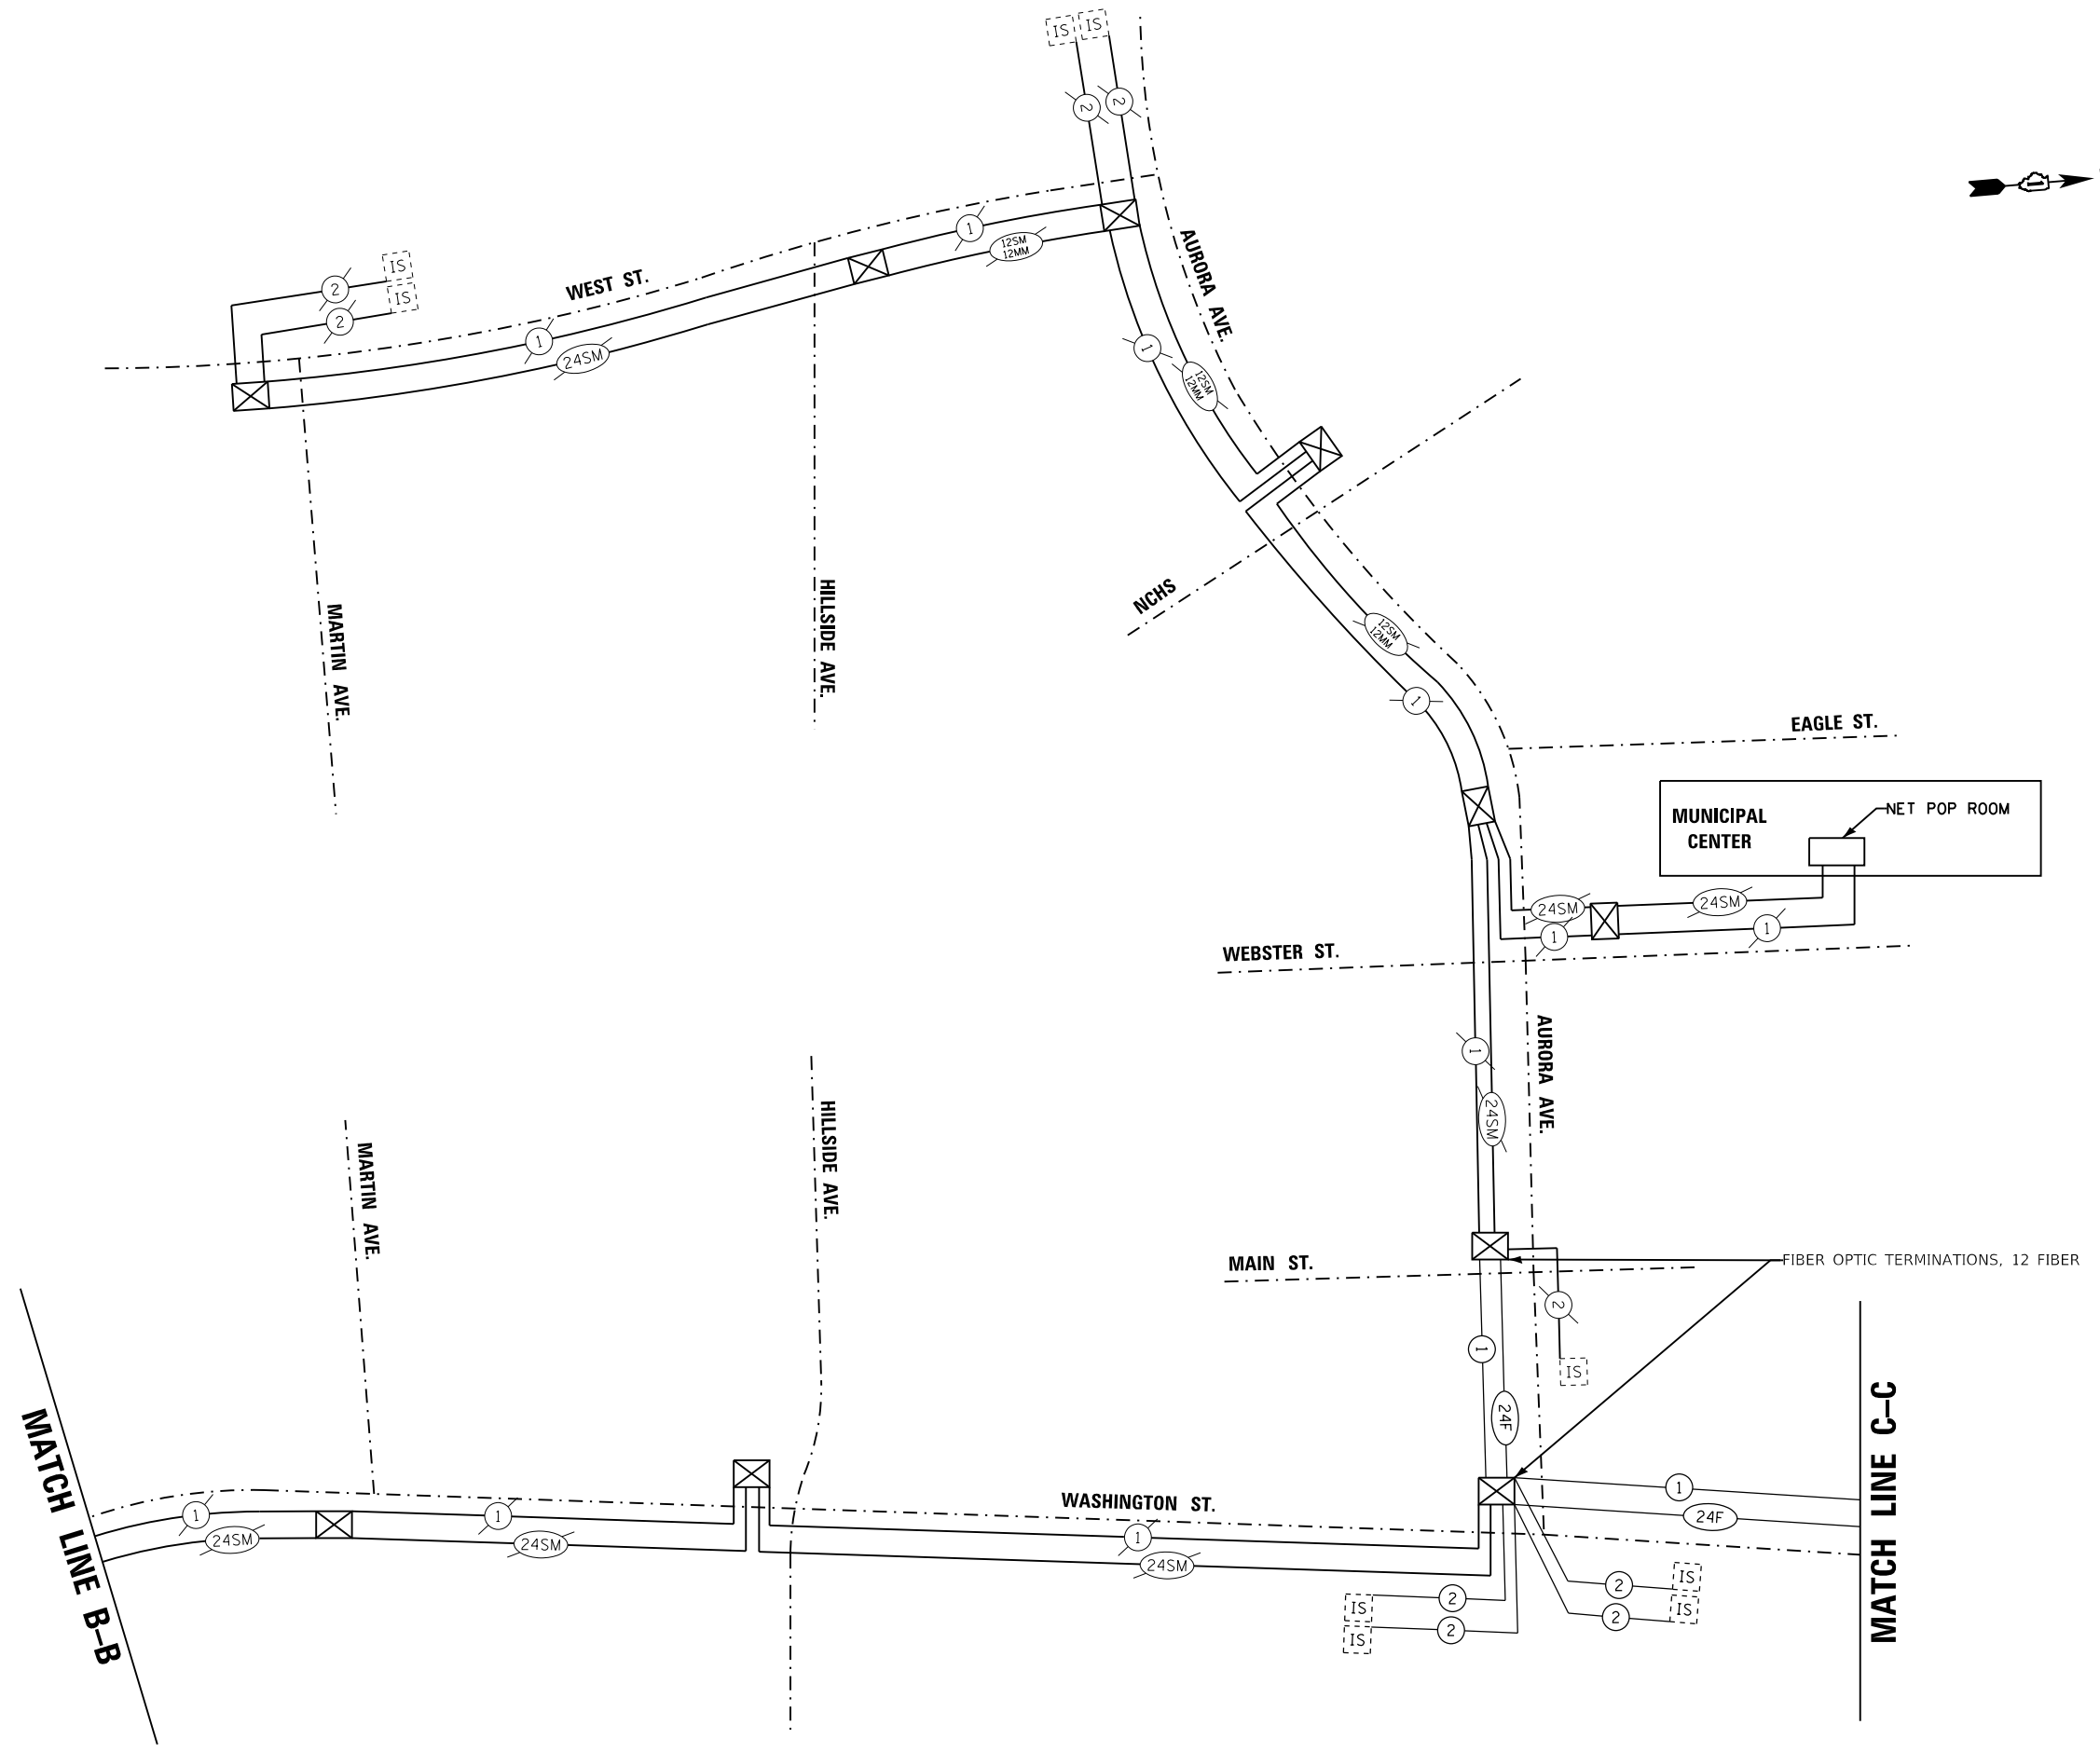 IS IS
2 2
1
12SM
12MM
AURORA AVE.
IS
2
IS
2
WEST ST.
1
24SM
1
12SM
12MM
NCHS
MARTIN AVE.
HILLSIDE AVE.
12SM
12MM
1
EAGLE ST.
MUNICIPAL
CENTER
NET POP ROOM
24SM
24SM
1
1
WEBSTER ST.
AURORA AVE.
1
24SM
MARTIN AVE.
HILLSIDE AVE.
MAIN ST.
FIBER OPTIC TERMINATIONS, 12 FIBER
2
1
IS
24F
MATCH LINE B-B
MATCH LINE C-C
1
24SM
1
24SM
WASHINGTON ST.
1
24SM
1
24F
IS
2
IS
2
2
IS
2
IS